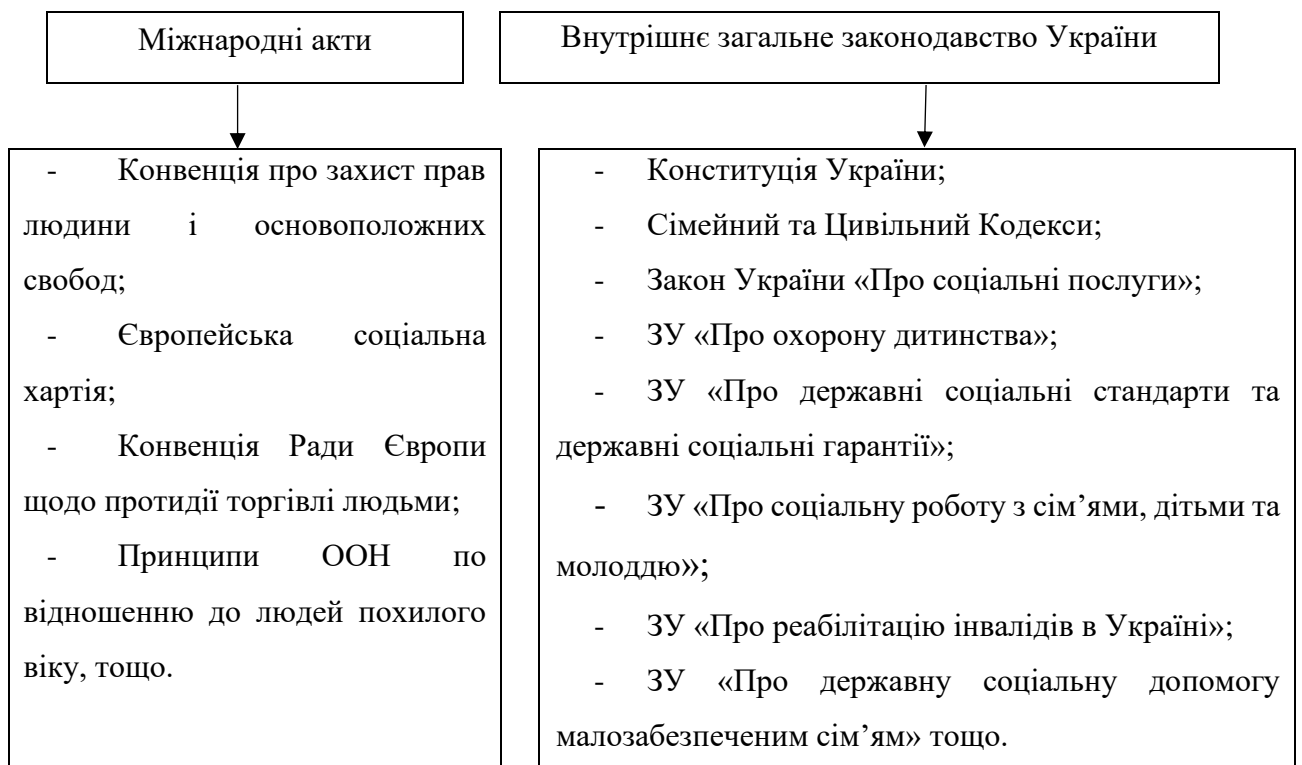 Міжнародні акти
- Конвенція про захист прав
людини і основоположних
свобод;
- Європейська соціальна
хартія;
- Конвенція Ради Європи
щодо протидії торгівлі людьми;
- Принципи ООН по
відношенню до людей похилого
віку, тощо.
Внутрішнє загальне законодавство України
- Конституція України;
- Сімейний та Цивільний Кодекси;
- Закон України «Про соціальні послуги»;
- ЗУ «Про охорону дитинства»;
- ЗУ «Про державні соціальні стандарти та
державні соціальні гарантії»;
- ЗУ «Про соціальну роботу з сім’ями, дітьми та
молоддю»;
- ЗУ «Про реабілітацію інвалідів в Україні»;
- ЗУ «Про державну соціальну допомогу
малозабезпеченим сім’ям» тощо.